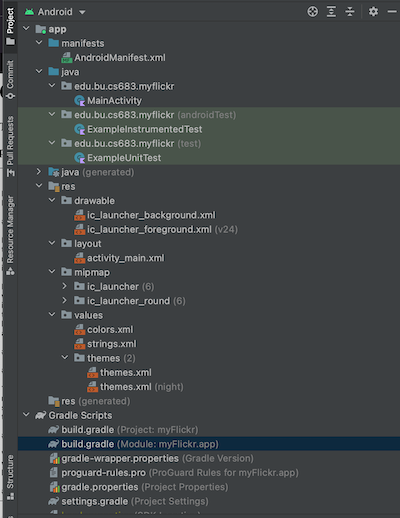 Android
app
manifests
AndroidManifest.xml
java
edu.bu.cs683.myflickr
MainActivity
edu.bu.cs683.myflickr (androidTest)
ExampleInstrumentedTest
edu.bu.cs683.myflickr (test)
ExampleUnitTest
java (generated)
res
drawable
ic_launcher_background.xml
ic_launcher_foreground.xml (v24)
layout
activity_main.xml
mipmap
ic_launcher (6)
ic_launcher_round (6)
values
colors.xml
strings.xml
themes (2)
themes.xml
themes.xml (night)
res (generated)
Gradle Scripts
build.gradle (Project: myFlickr)
build.gradle (Module: myFlickr.app)
gradle-wrapper.properties (Gradle Version)
proguard-rules.pro (ProGuard Rules for myFlickr.app)
gradle.properties (Project Properties)
settings.gradle (Project Settings)
Project
Commit
Pull Requests
Resource Manager
Structure